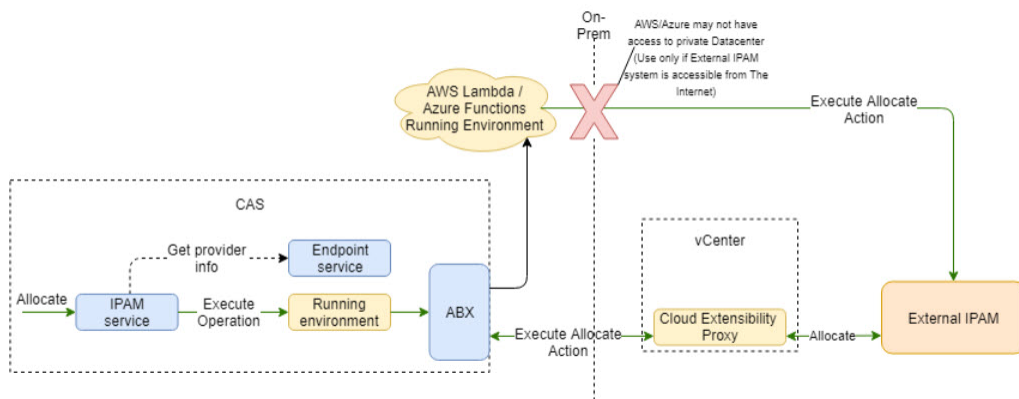 On-
Prem
AWS/Azure may not have
access to private Datacenter
(Use only if External IPAM
system is accessible from The
Internet)
AWS Lambda /
Azure Functions
Running Environment
Execute Allocate
Action
CAS
Get provider
info
Endpoint
service
Allocate
IPAM
service
Execute
Operation
Running
environment
ABX
Execute Allocate
Action
vCenter
Cloud Extensibility
Proxy
Allocate
External IPAM